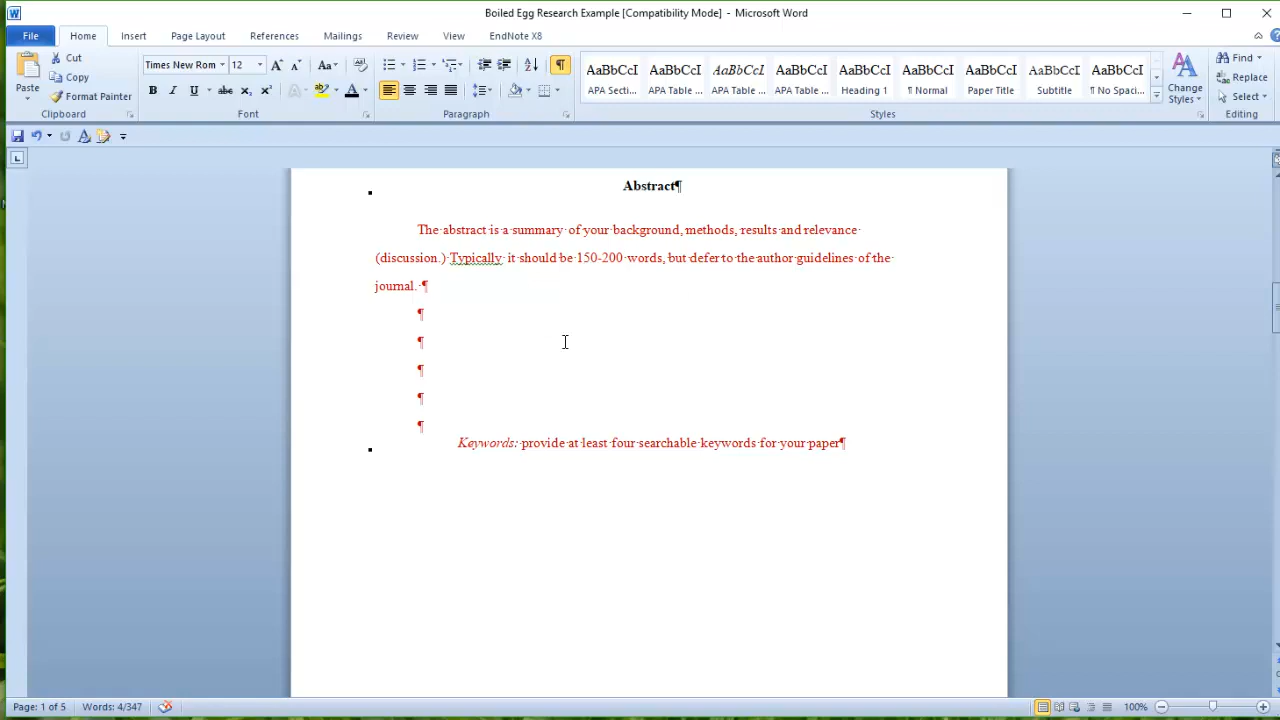 Boiled Egg Research Example [Compatibility Mode] - Microsoft Word
File Home Insert Page Layout References Mailings Review View EndNote X8
Cut
Copy
Format Painter
Paste
Clipboard
Times New Rom 12
Font
Paragraph
AaBbCcI AaBbCcI AaBbCcL AaBbCcI AaBbCcI AaBbCcI AaBbCcI AaBbCcI AaBbCcI
APA Secti... APA Table ... APA Table ... APA Table ... Heading 1 ¶ Normal Paper Title Subtitle ¶ No Spaci...
Styles
Change Styles
Find
Replace
Select
Editing
Abstract¶
The abstract is a summary of your background, methods, results and relevance
(discussion.) Typically it should be 150-200 words, but defer to the author guidelines of the
journal. ¶
¶
¶
¶
¶
¶
Keywords: provide at least four searchable keywords for your paper¶
Page: 1 of 5 Words: 4/347 100%